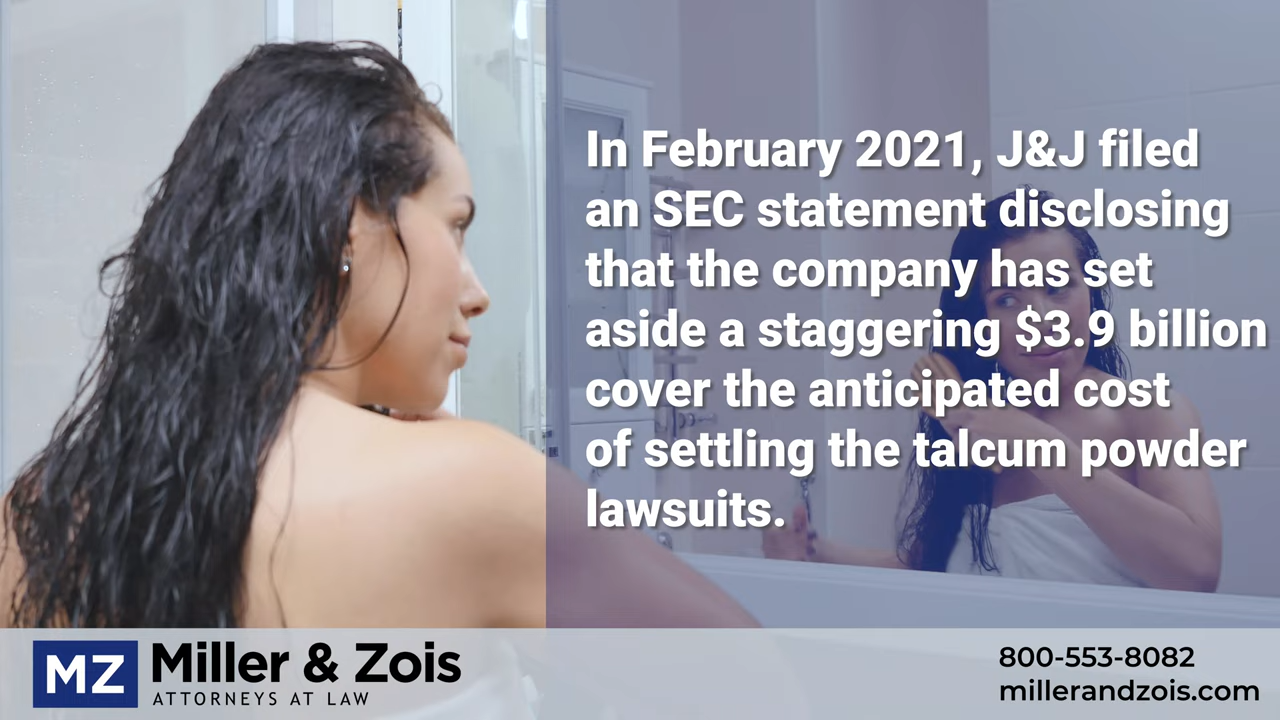 In February 2021, J&J filed
an SEC statement disclosing
that the company has set
aside a staggering $3.9 billion
cover the anticipated cost
of settling the talcum powder
lawsuits.
MZ Miller & Zois
ATTORNEYS AT LAW
800-553-8082
millerandzois.com